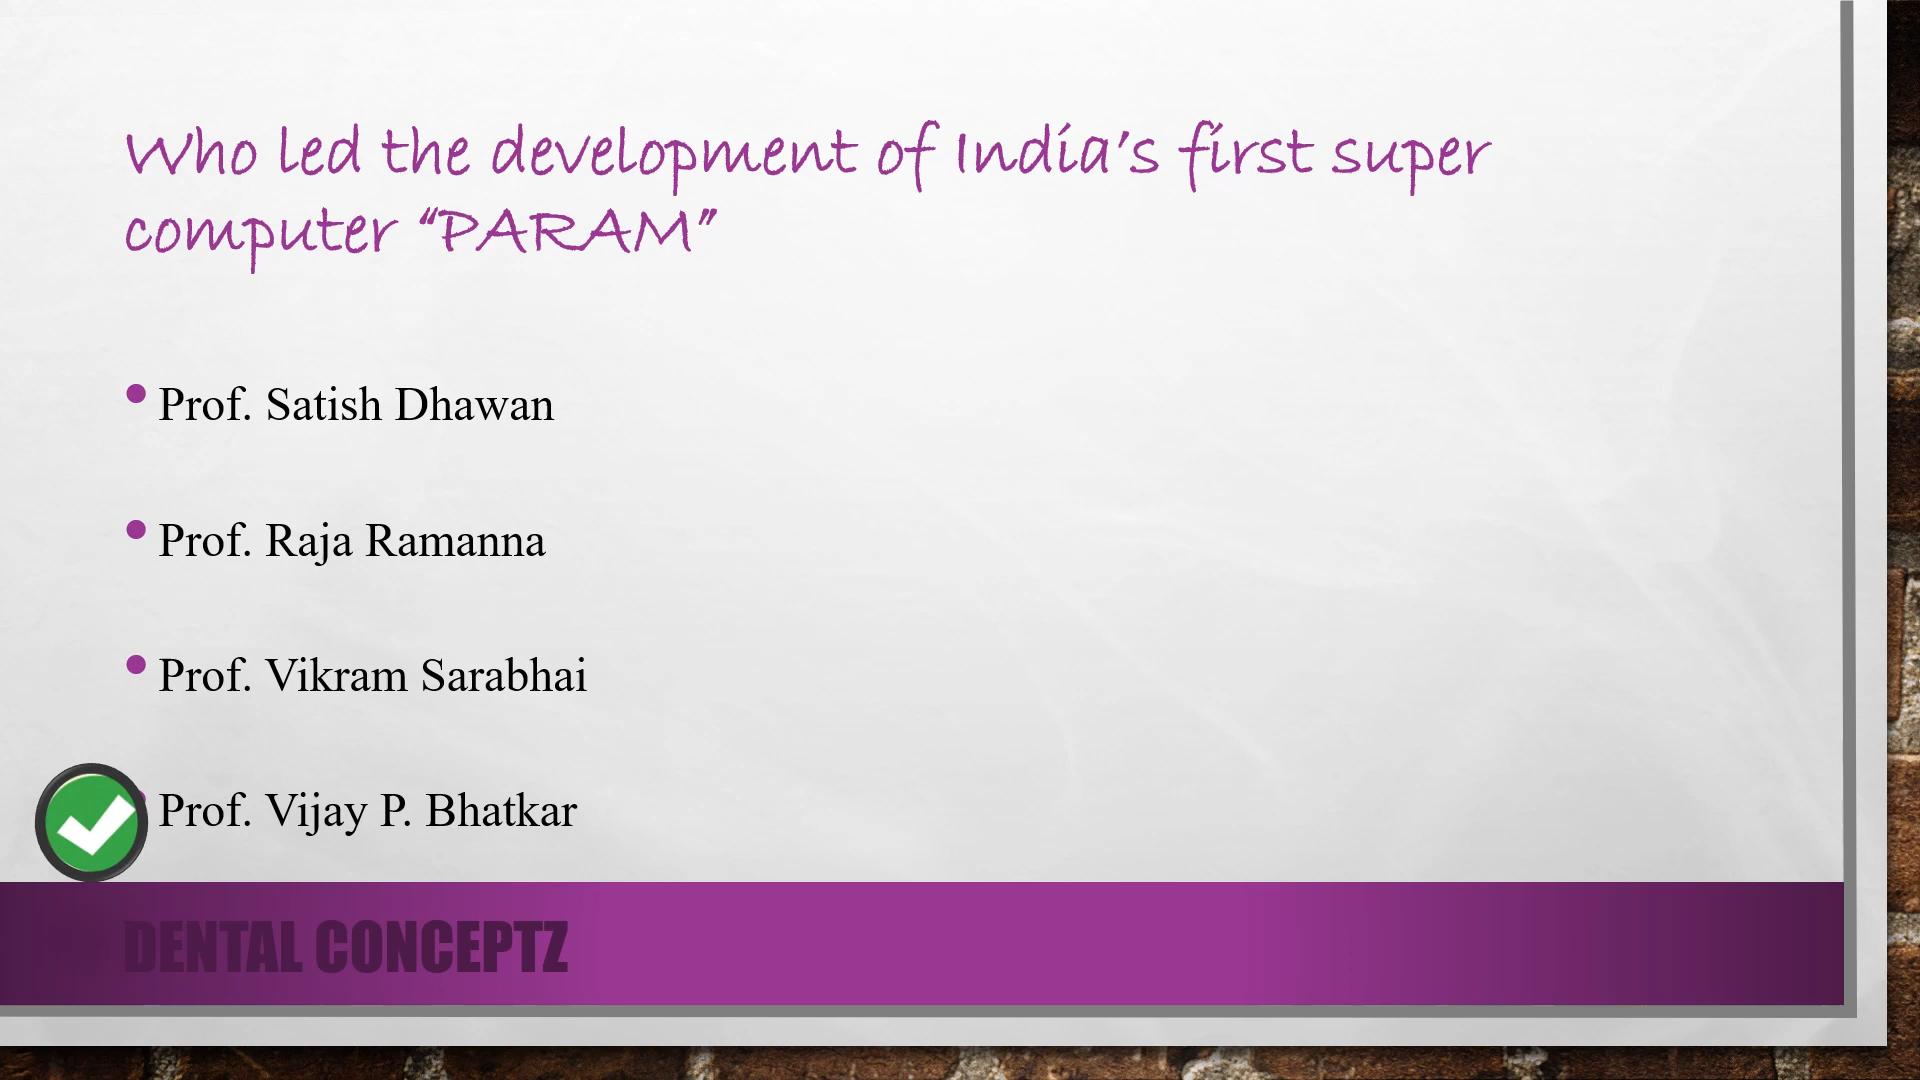 Who led the development of India’s first super
computer “PARAM”
• Prof. Satish Dhawan
• Prof. Raja Ramanna
• Prof. Vikram Sarabhai
Prof. Vijay P. Bhatkar
DENTAL CONCEPTZ